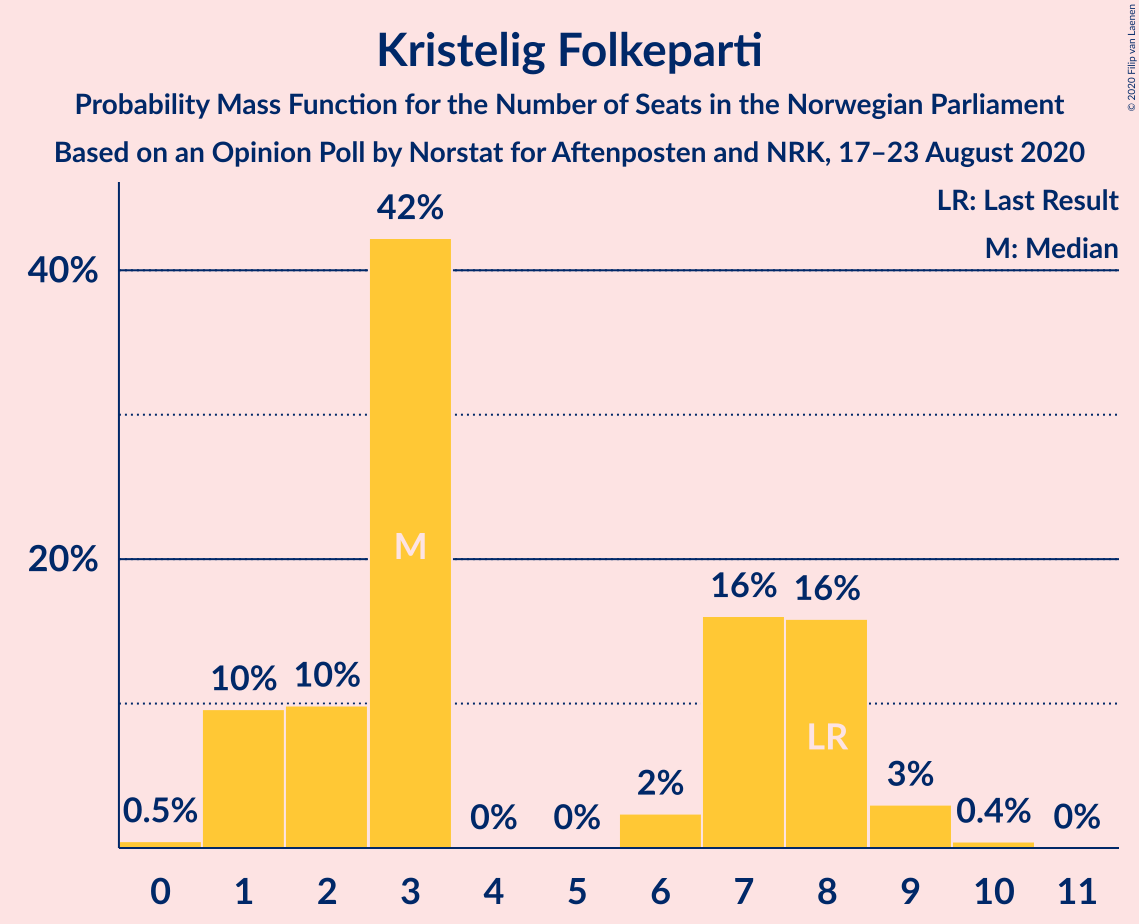 Kristelig Folkeparti
Probability Mass Function for the Number of Seats in the Norwegian Parliament
Based on an Opinion Poll by Norstat for Aftenposten and NRK, 17–23 August 2020
© 2020 Filip van Laenen
LR: Last Result
M: Median
40%
20%
42%
M
10%
10%
0.5%
0%
0%
2%
16%
16%
LR
3%
0.4%
0%
0 1 2 3 4 5 6 7 8 9 10 11